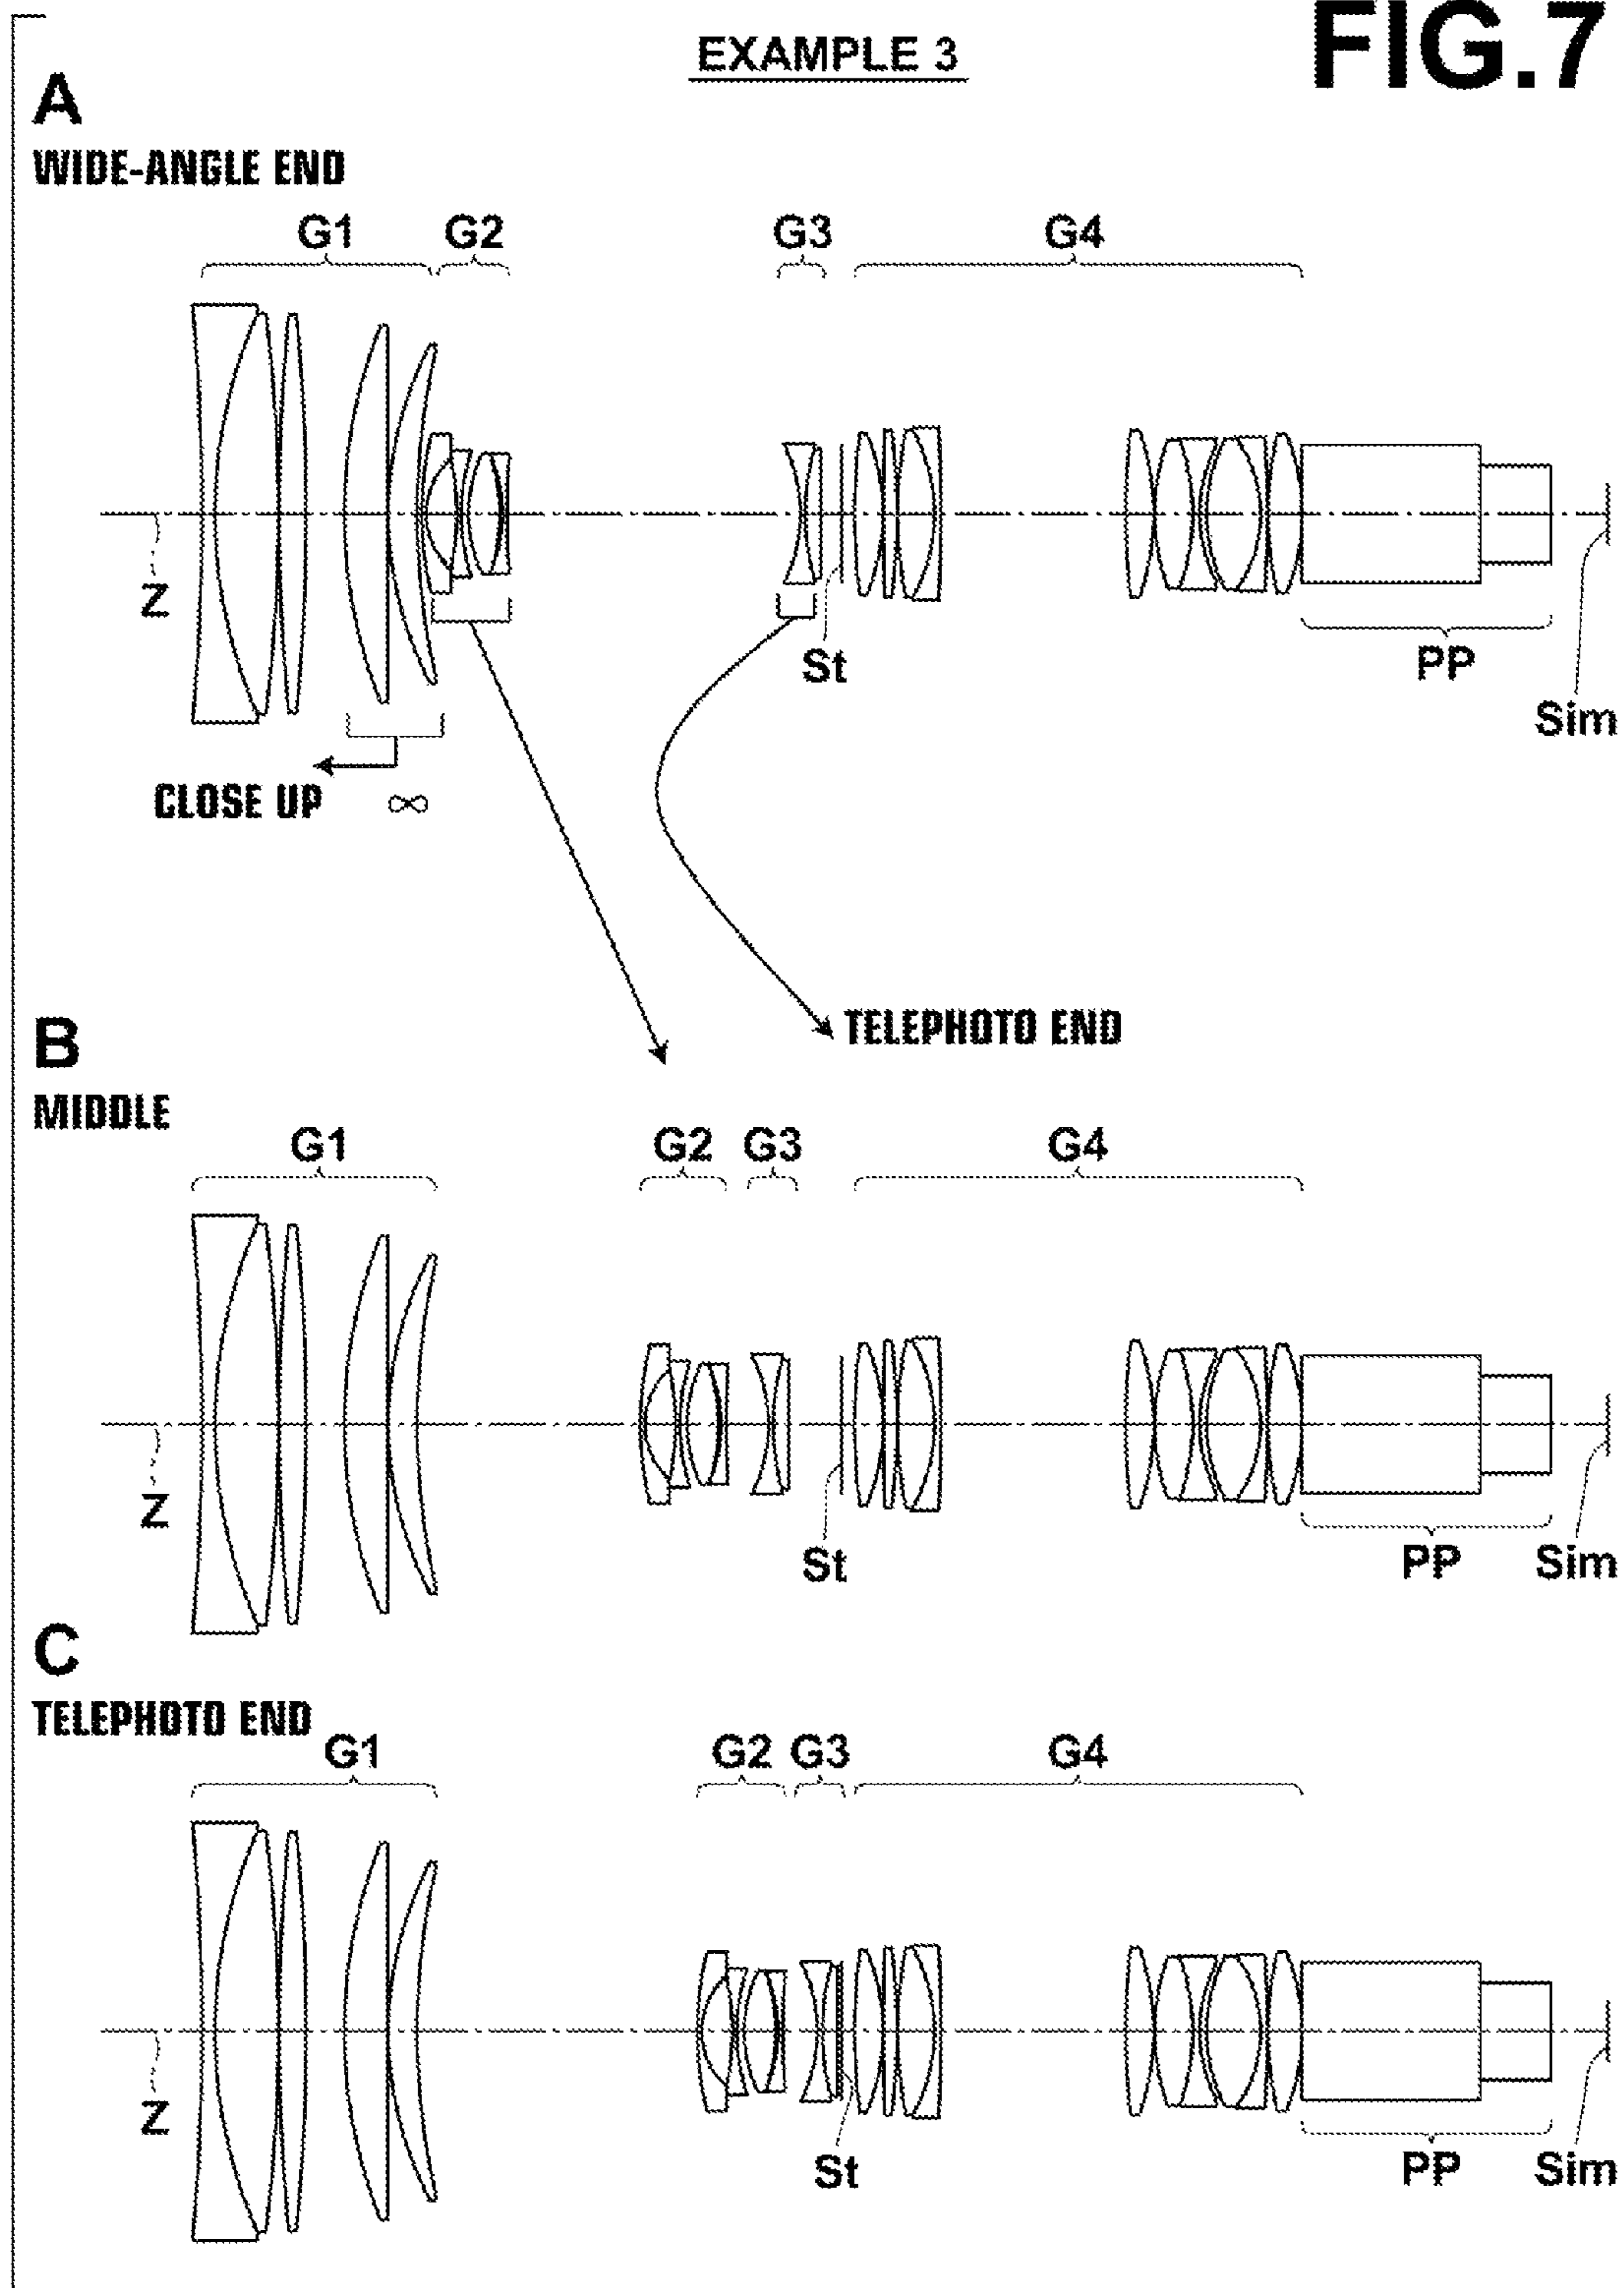 FIG.7
EXAMPLE 3
A
WIDE-ANGLE END
G1 G2 G3 G4
Z
St
PP
Sim
CLOSE UP ∞
TELEPHOTO END
B
MIDDLE
G1 G2 G3 G4
Z
St
PP
Sim
C
TELEPHOTO END
G1 G2 G3 G4
Z
St
PP
Sim